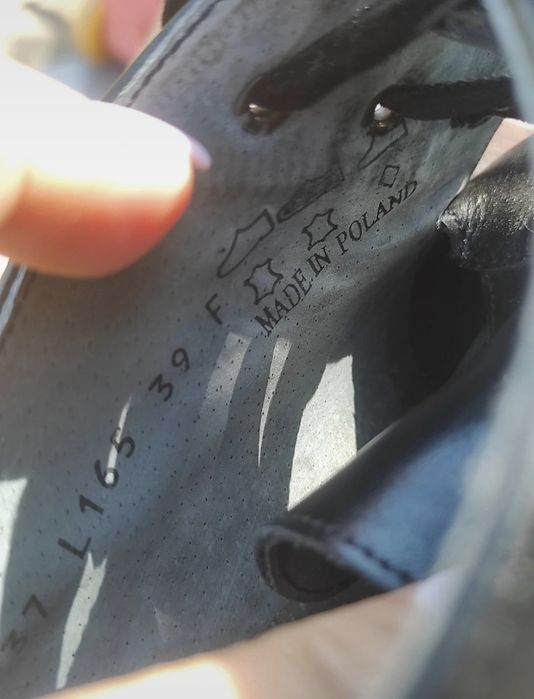 37 L165 39 F
MADE IN POLAND